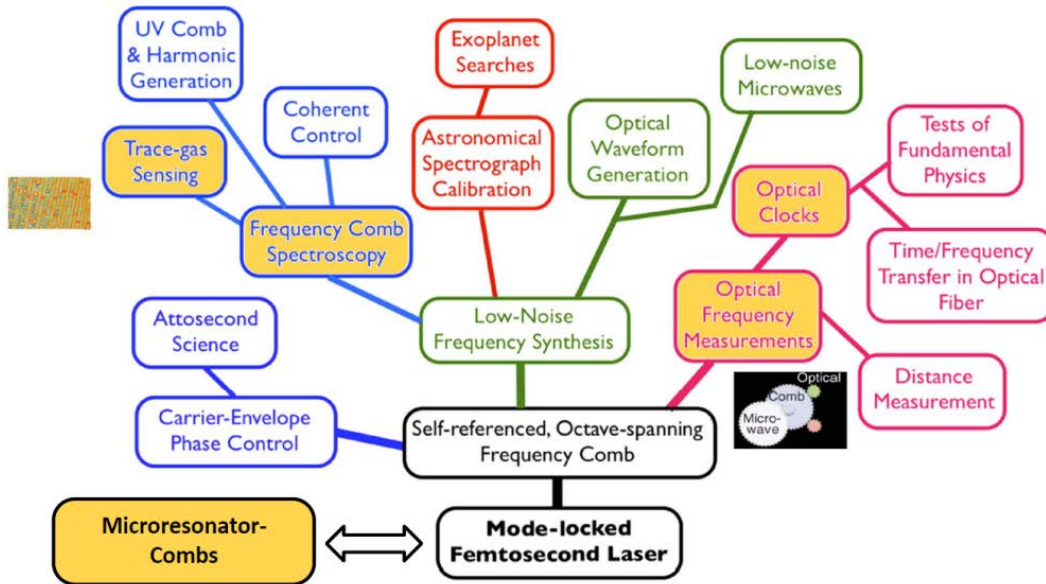 UV Comb
& Harmonic
Generation
Exoplanet
Searches
Low-noise
Microwaves
Coherent
Control
Optical
Waveform
Generation
Tests of
Fundamental
Physics
Trace-gas
Sensing
Astronomical
Spectrograph
Calibration
Optical
Clocks
Frequency Comb
Spectroscopy
Time/Frequency
Transfer in Optical
Fiber
Optical
Frequency
Measurements
Low-Noise
Frequency Synthesis
Attosecond
Science
Distance
Measurement
Optical
Comb
Micro-
wave
Carrier-Envelope
Phase Control
Self-referenced, Octave-spanning
Frequency Comb
Microresonator-
Combs
Mode-locked
Femtosecond Laser